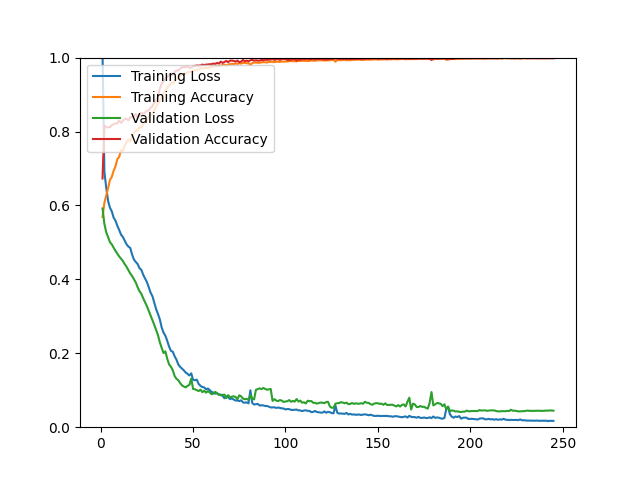 1.0
0.8
0.6
0.4
0.2
0.0
Training Loss
Training Accuracy
Validation Loss
Validation Accuracy
0 50 100 150 200 250